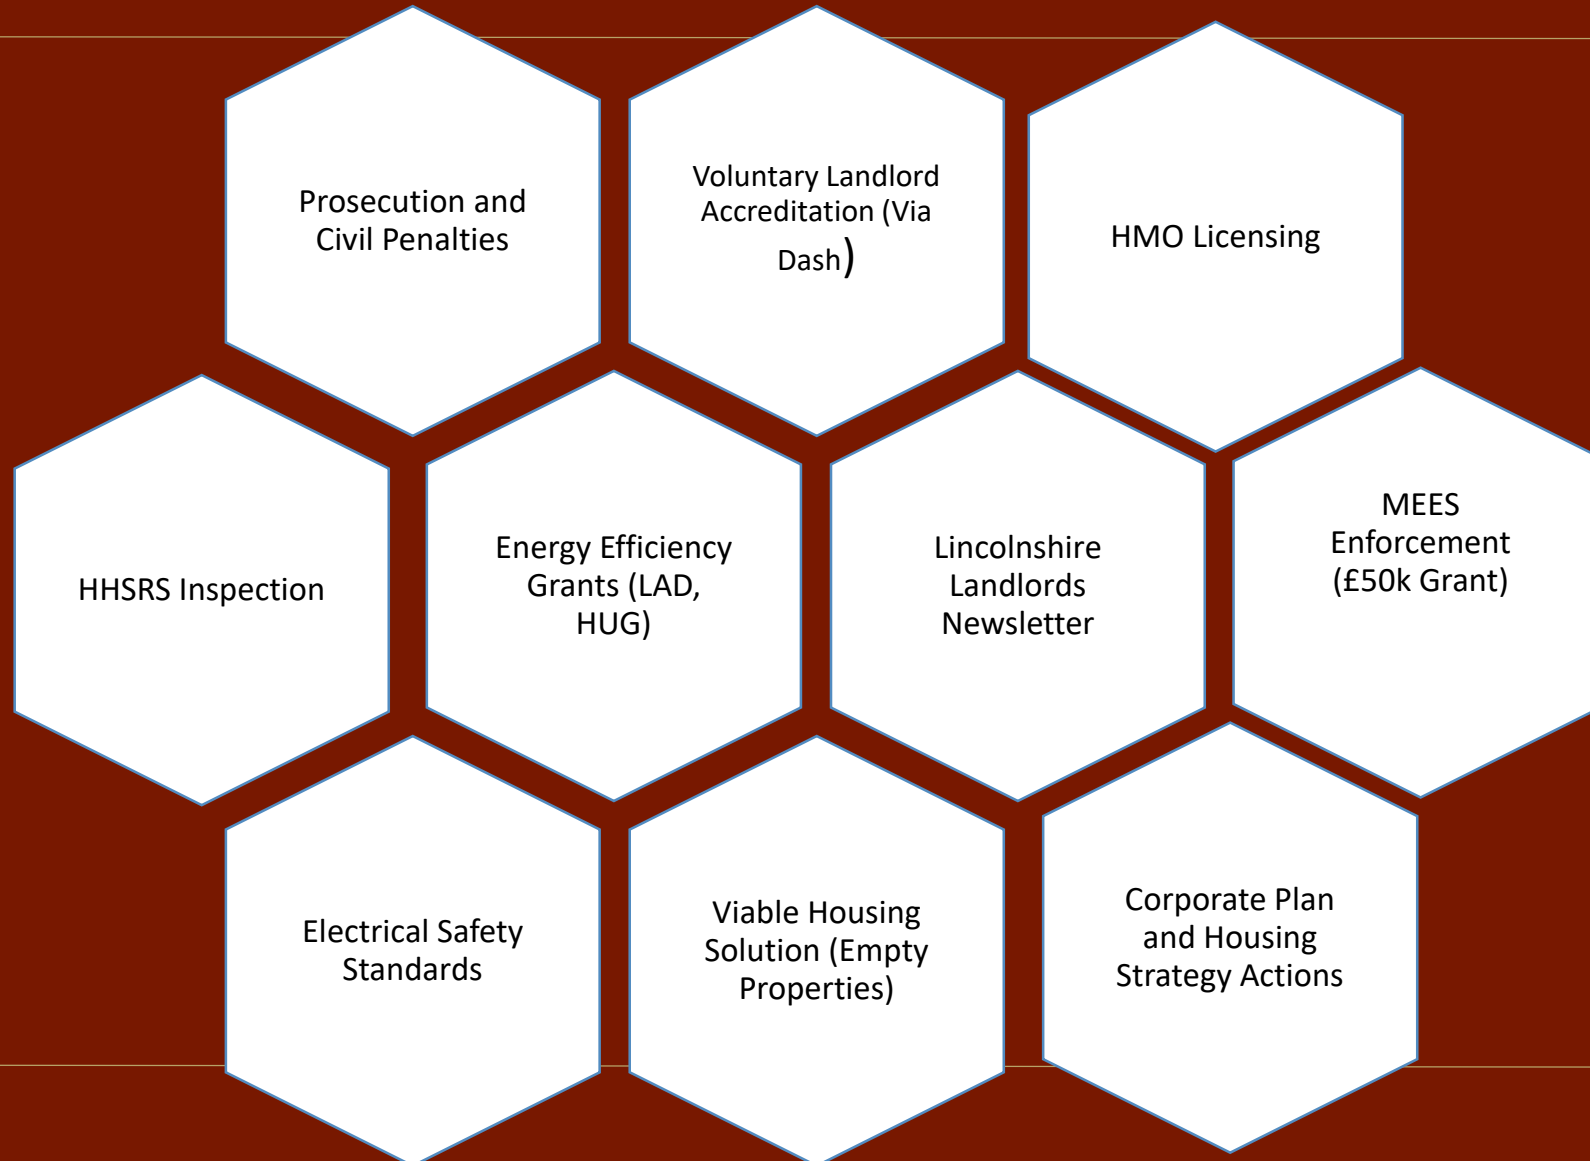 Prosecution and
Civil Penalties
Voluntary Landlord
Accreditation (Via
Dash)
HMO Licensing
HHSRS Inspection
Energy Efficiency
Grants (LAD,
HUG)
Lincolnshire
Landlords
Newsletter
MEES
Enforcement
(£50k Grant)
Electrical Safety
Standards
Viable Housing
Solution (Empty
Properties)
Corporate Plan
and Housing
Strategy Actions